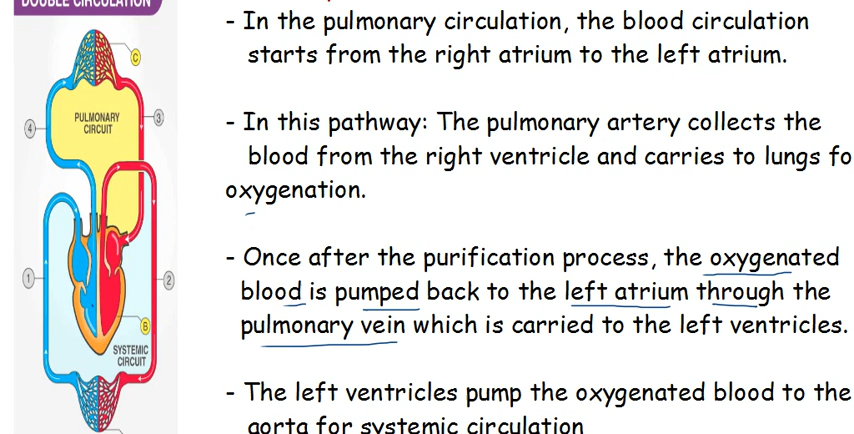 DOUBLE CIRCULATION
C
PULMONARY
CIRCUIT
4
3
1
2
B
SYSTEMIC
CIRCUIT
- In the pulmonary circulation, the blood circulation
starts from the right atrium to the left atrium.
- In this pathway: The pulmonary artery collects the
blood from the right ventricle and carries to lungs fo
oxygenation.
- Once after the purification process, the oxygenated
blood is pumped back to the left atrium through the
pulmonary vein which is carried to the left ventricles.
- The left ventricles pump the oxygenated blood to the
aorta for systemic circulation